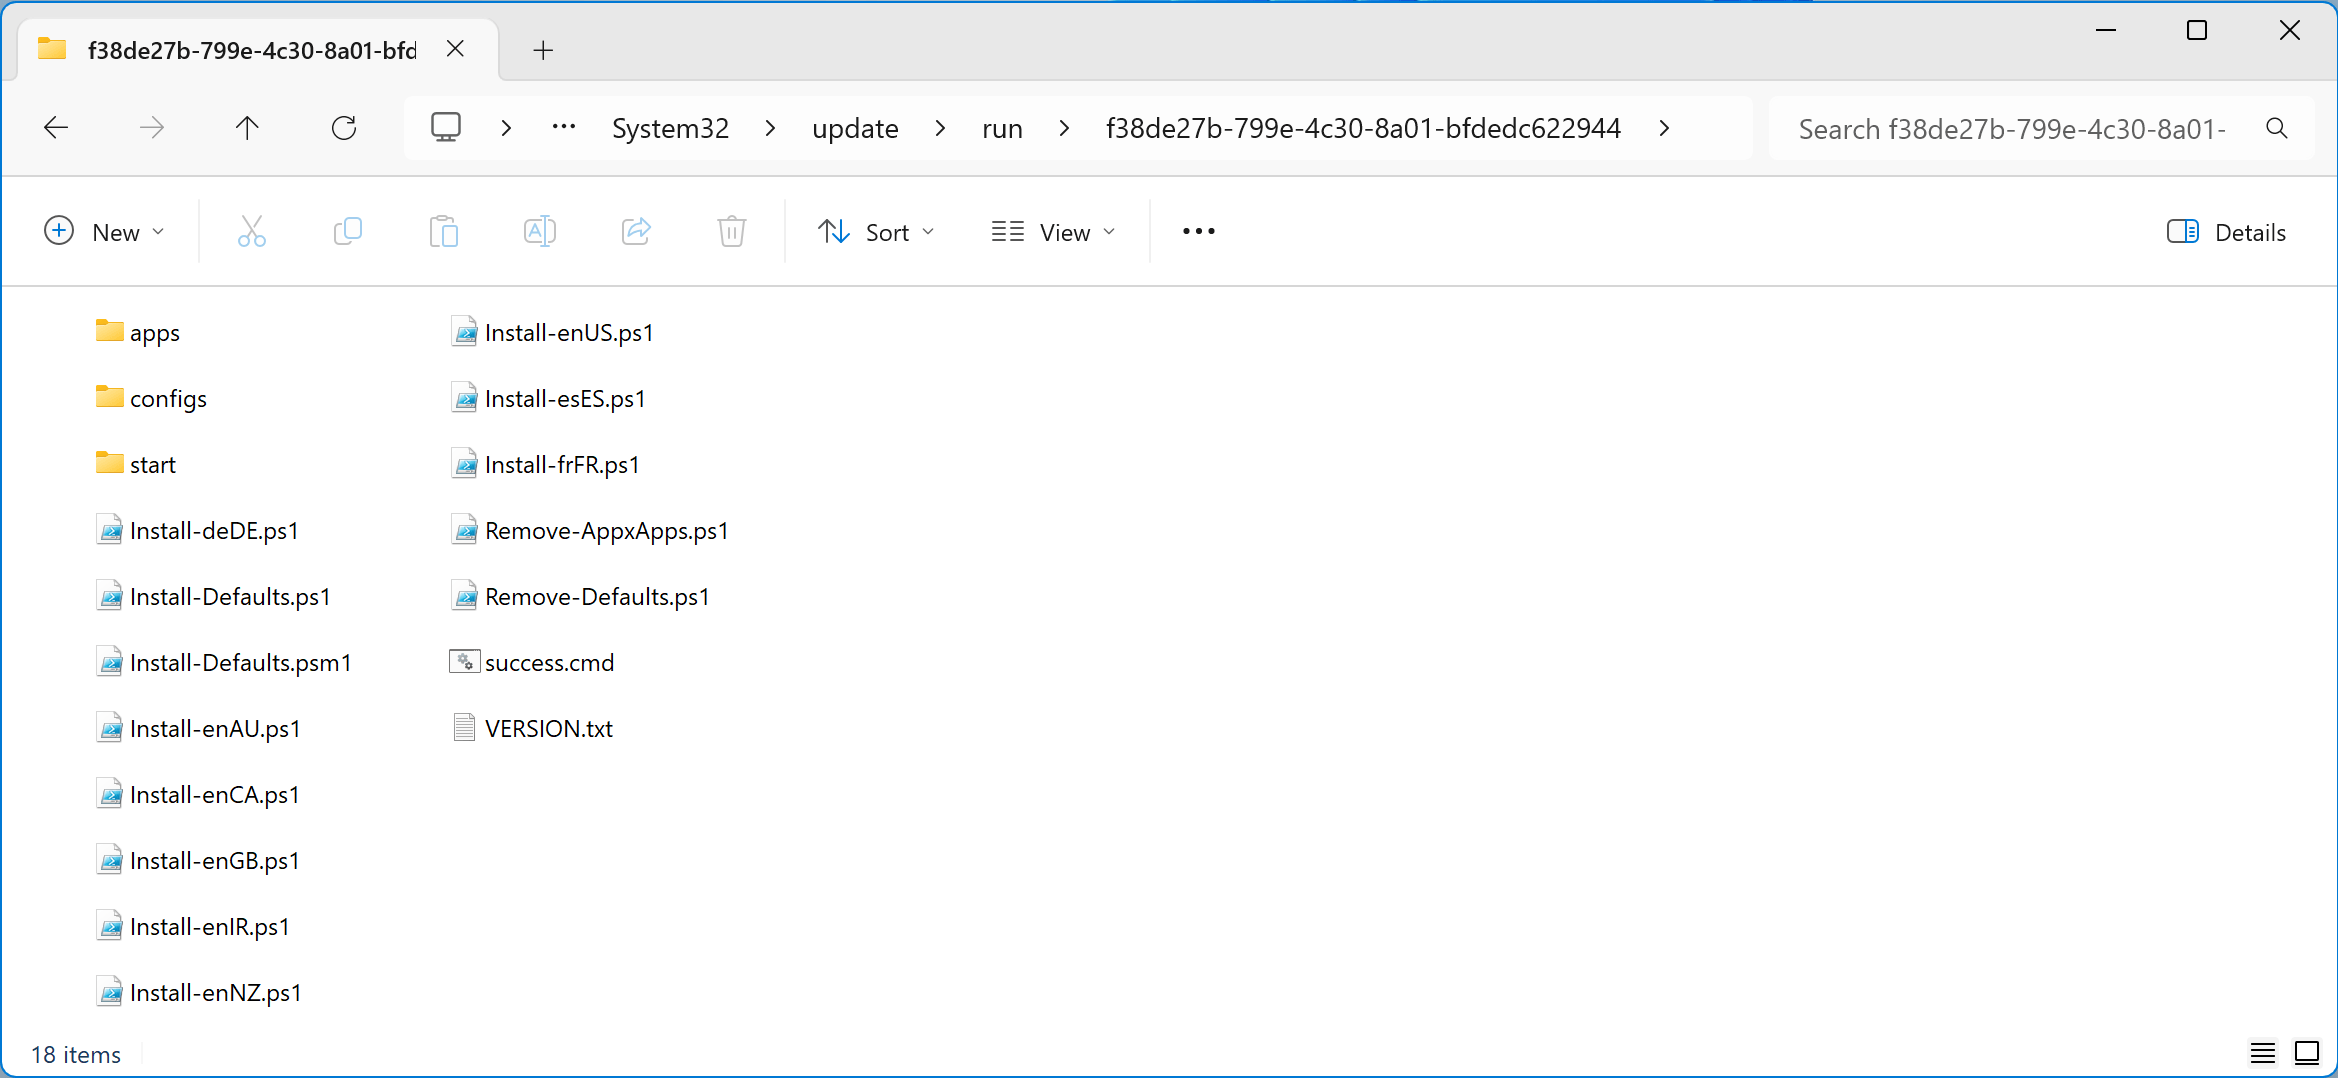 f38de27b-799e-4c30-8a01-bfd
System32 update run f38de27b-799e-4c30-8a01-bfdedc622944
Search f38de27b-799e-4c30-8a01-
New Sort View Details
apps
configs
start
Install-deDE.ps1
Install-Defaults.ps1
Install-Defaults.psm1
Install-enAU.ps1
Install-enCA.ps1
Install-enGB.ps1
Install-enIR.ps1
Install-enNZ.ps1
Install-enUS.ps1
Install-esES.ps1
Install-frFR.ps1
Remove-AppxApps.ps1
Remove-Defaults.ps1
success.cmd
VERSION.txt
18 items